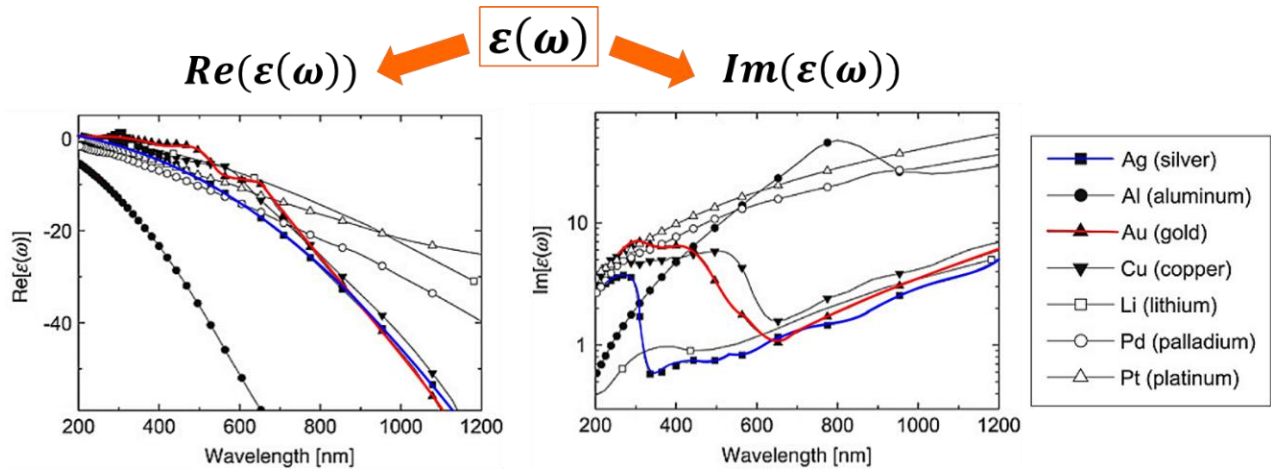 ε(ω)
Re(ε(ω))
Im(ε(ω))
Re[ε(ω)]
0
-20
-40
200 400 600 800 1000 1200
Wavelength [nm]
Im[ε(ω)]
10
1
200 400 600 800 1000 1200
Wavelength [nm]
Ag (silver)
Al (aluminum)
Au (gold)
Cu (copper)
Li (lithium)
Pd (palladium)
Pt (platinum)